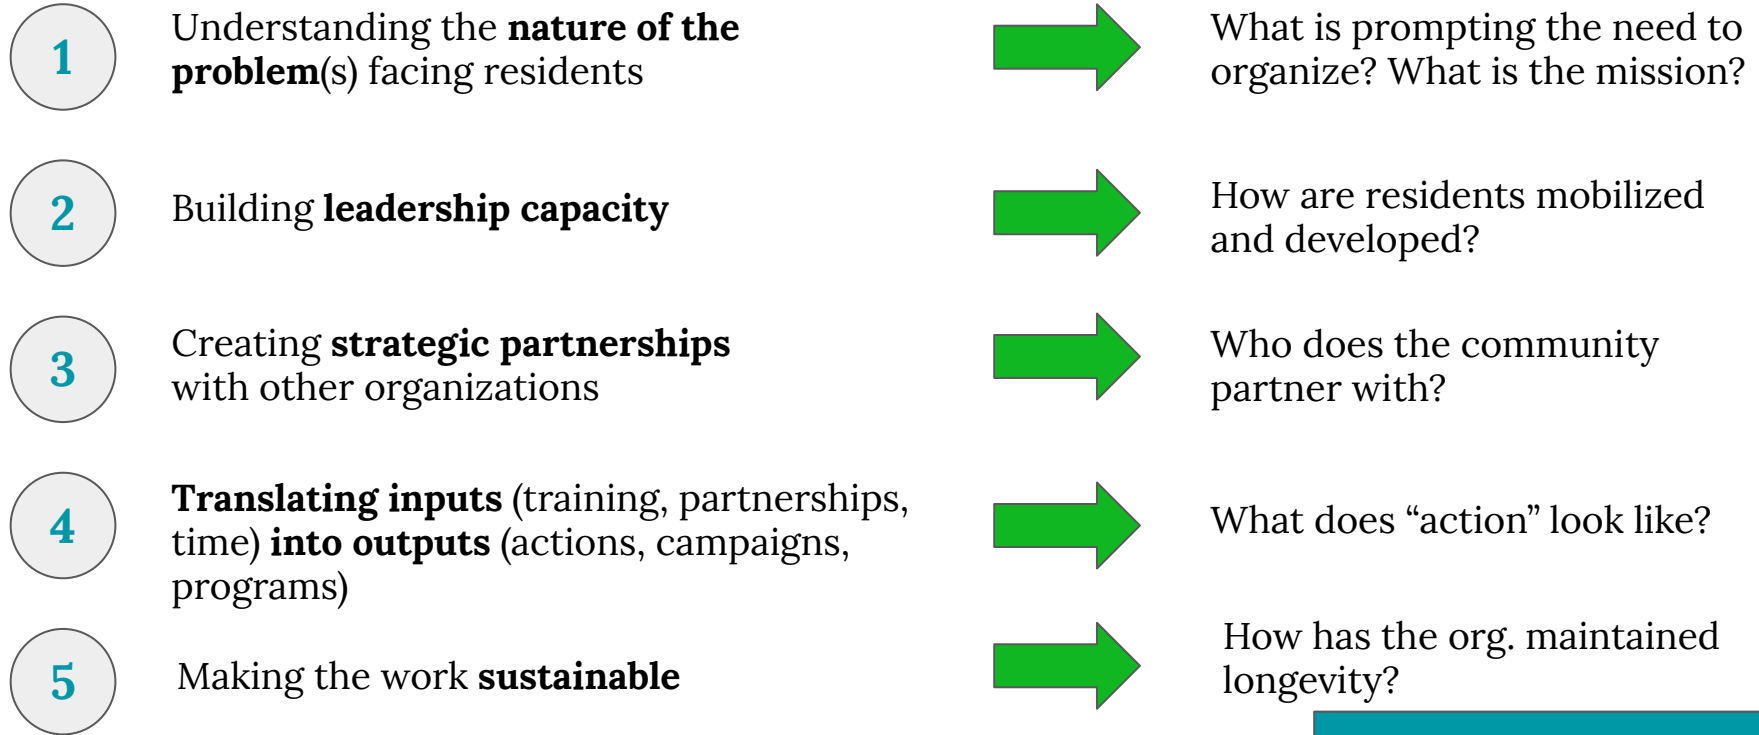 1
Understanding the nature of the
problem(s) facing residents
What is prompting the need to
organize? What is the mission?
2
Building leadership capacity
How are residents mobilized
and developed?
3
Creating strategic partnerships
with other organizations
Who does the community
partner with?
4
Translating inputs (training, partnerships,
time) into outputs (actions, campaigns,
programs)
What does “action” look like?
5
Making the work sustainable
How has the org. maintained
longevity?